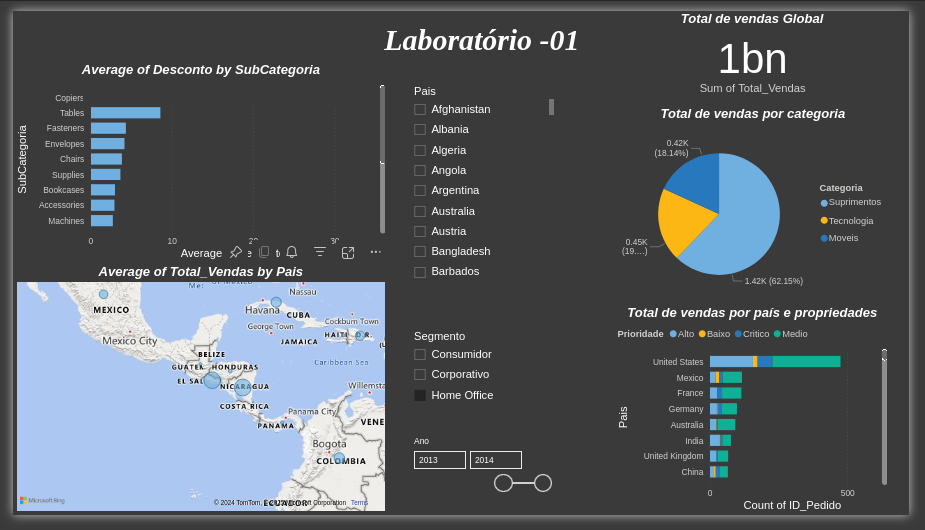 Laboratório -01
Average of Desconto by SubCategoria
SubCategoria
Copiers
Tables
Fasteners
Envelopes
Chairs
Supplies
Bookcases
Accessories
Machines
0 10 20 30
Average
Average of Total_Vendas by Pais
Nassau
MEXICO
Havana
CUBA
George Town
Cockburn Town
Mexico City
JAMAICA
HAITI
BELIZE
Caribbean Sea
HONDURAS
EL SAL
NICARAGUA
COSTA RICA
Panama City
PANAMA
VENE
Bogota
COLOMBIA
ECUADOR
Microsoft Bing
© 2024 TomTom, Corporation Terms
Pais
Afghanistan
Albania
Algeria
Angola
Argentina
Australia
Austria
Bangladesh
Barbados
Segmento
Consumidor
Corporativo
Home Office
Ano
2013 2014
Total de vendas Global
1bn
Sum of Total_Vendas
Total de vendas por categoria
0.42K
(18.14%)
0.45K
(19....)
1.42K (62.15%)
Categoria
Suprimentos
Tecnologia
Moveis
Total de vendas por país e propriedades
Prioridade Alto Baixo Critico Medio
Pais
United States
Mexico
France
Germany
Australia
India
United Kingdom
China
0 500
Count of ID_Pedido